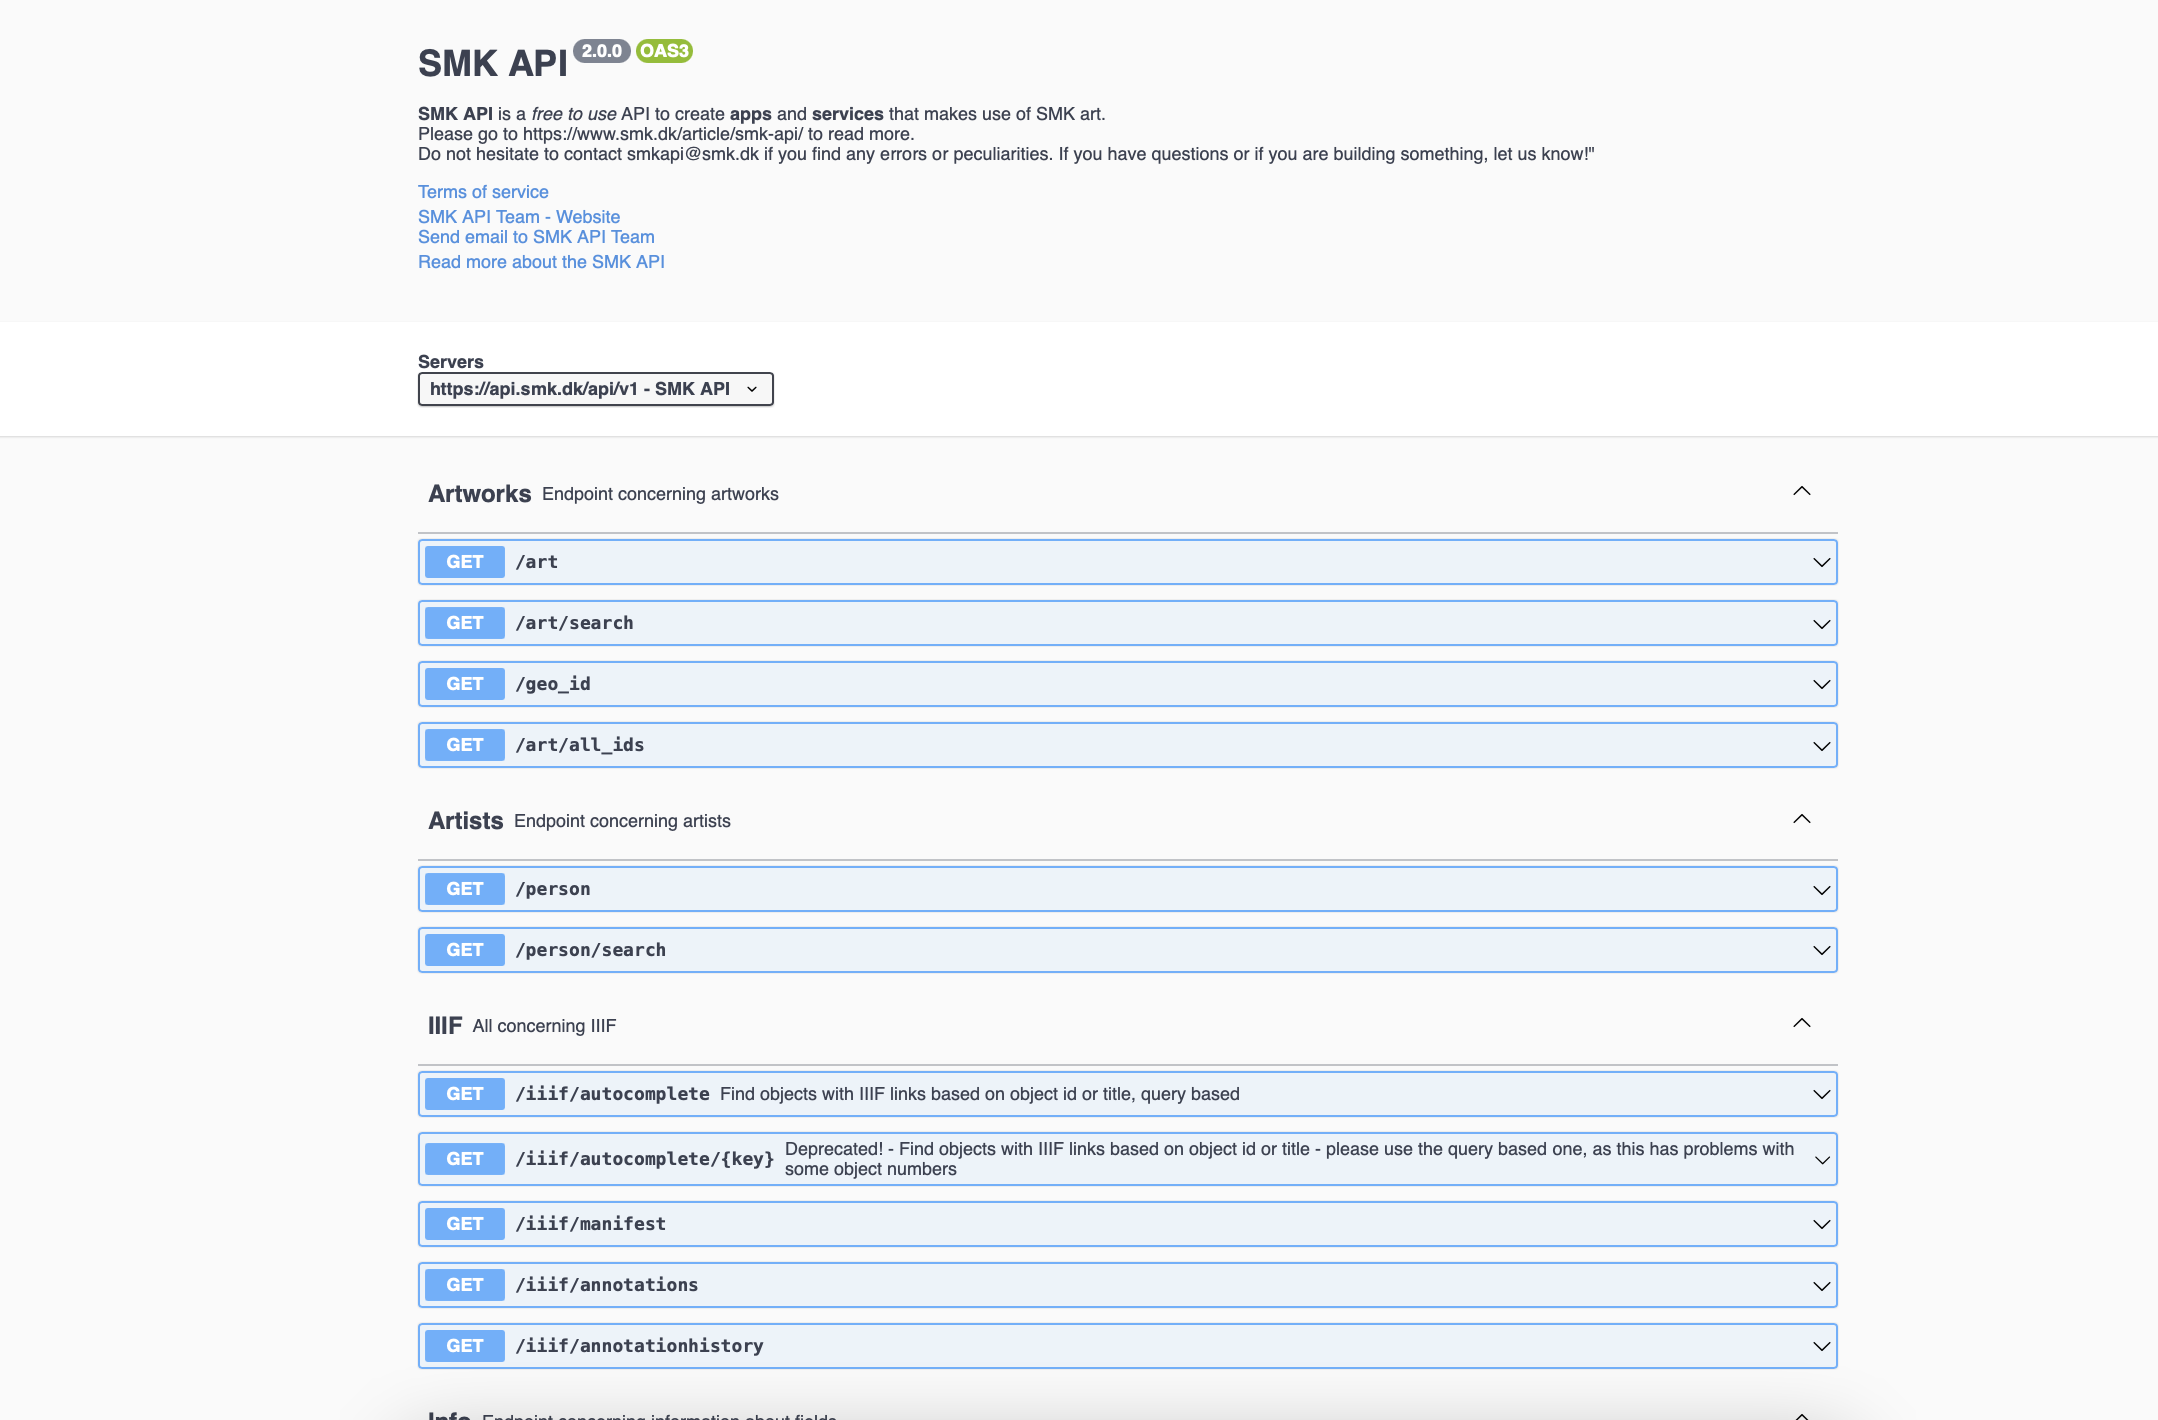 SMK API 2.0.0 OAS3
SMK API is a free to use API to create apps and services that makes use of SMK art.
Please go to https://www.smk.dk/article/smk-api/ to read more.
Do not hesitate to contact smkapi@smk.dk if you find any errors or peculiarities. If you have questions or if you are building something, let us know!"
Terms of service
SMK API Team - Website
Send email to SMK API Team
Read more about the SMK API
Servers
https://api.smk.dk/api/v1 - SMK API
Artworks Endpoint concerning artworks
GET /art
GET /art/search
GET /geo_id
GET /art/all_ids
Artists Endpoint concerning artists
GET /person
GET /person/search
IIIF All concerning IIIF
GET /iiif/autocomplete Find objects with IIIF links based on object id or title, query based
GET /iiif/autocomplete/{key} Deprecated! - Find objects with IIIF links based on object id or title - please use the query based one, as this has problems with
some object numbers
GET /iiif/manifest
GET /iiif/annotations
GET /iiif/annotationhistory
Info Endpoint concerning information about fields